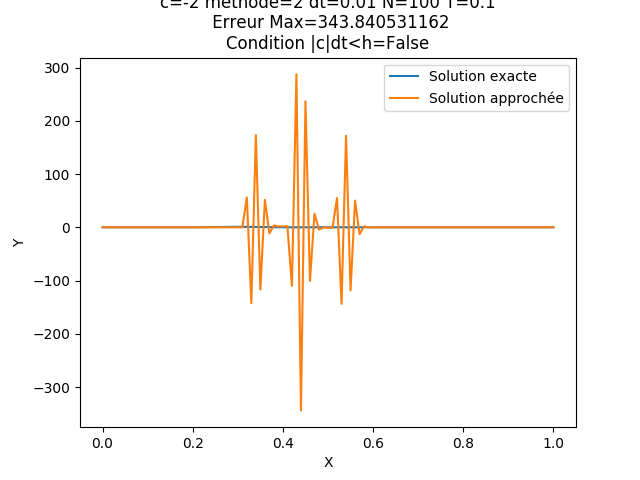 c=-2 methode=2 dt=0.01 N=100 T=0.1
Erreur Max=343.840531162
Condition |c|dt<h=False
Solution exacte
Solution approchée
300
200
100
0
−100
−200
−300
Y
0.0 0.2 0.4 0.6 0.8 1.0
X